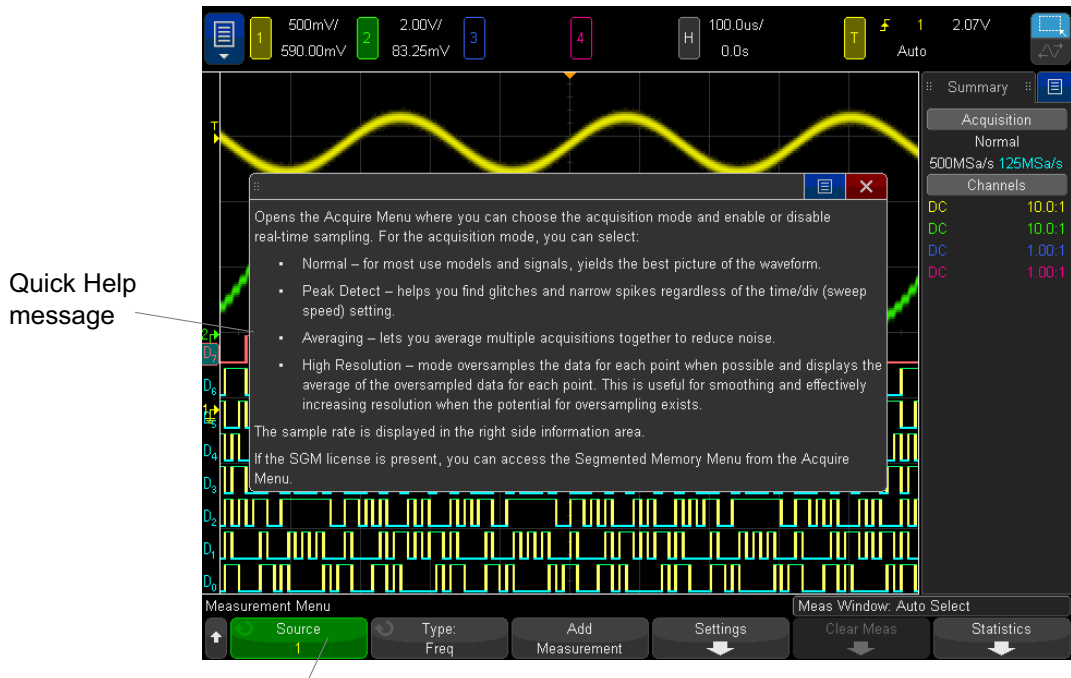 500mV/
1
590.00mV
2.00V/
2
83.25mV
3
4
H
100.0us/
0.0s
T
1
2.07V
Auto
Summary
Acquisition
Normal
500MSa/s 125MSa/s
Channels
DC 10.0:1
DC 10.0:1
DC 1.00:1
DC 1.00:1
T
Opens the Acquire Menu where you can choose the acquisition mode and enable or disable
real-time sampling. For the acquisition mode, you can select:
▪ Normal – for most use models and signals, yields the best picture of the waveform.
▪ Peak Detect – helps you find glitches and narrow spikes regardless of the time/div (sweep
speed) setting.
▪ Averaging – lets you average multiple acquisitions together to reduce noise.
▪ High Resolution – mode oversamples the data for each point when possible and displays the
average of the oversampled data for each point. This is useful for smoothing and effectively
increasing resolution when the potential for oversampling exists.
The sample rate is displayed in the right side information area.
If the SGM license is present, you can access the Segmented Memory Menu from the Acquire
Menu.
Quick Help
message
2
D7
D6
1
D4
D3
D2
D1
D0
Measurement Menu
Meas Window: Auto Select
Source
1
Type:
Freq
Add
Measurement
Settings
Clear Meas
Statistics